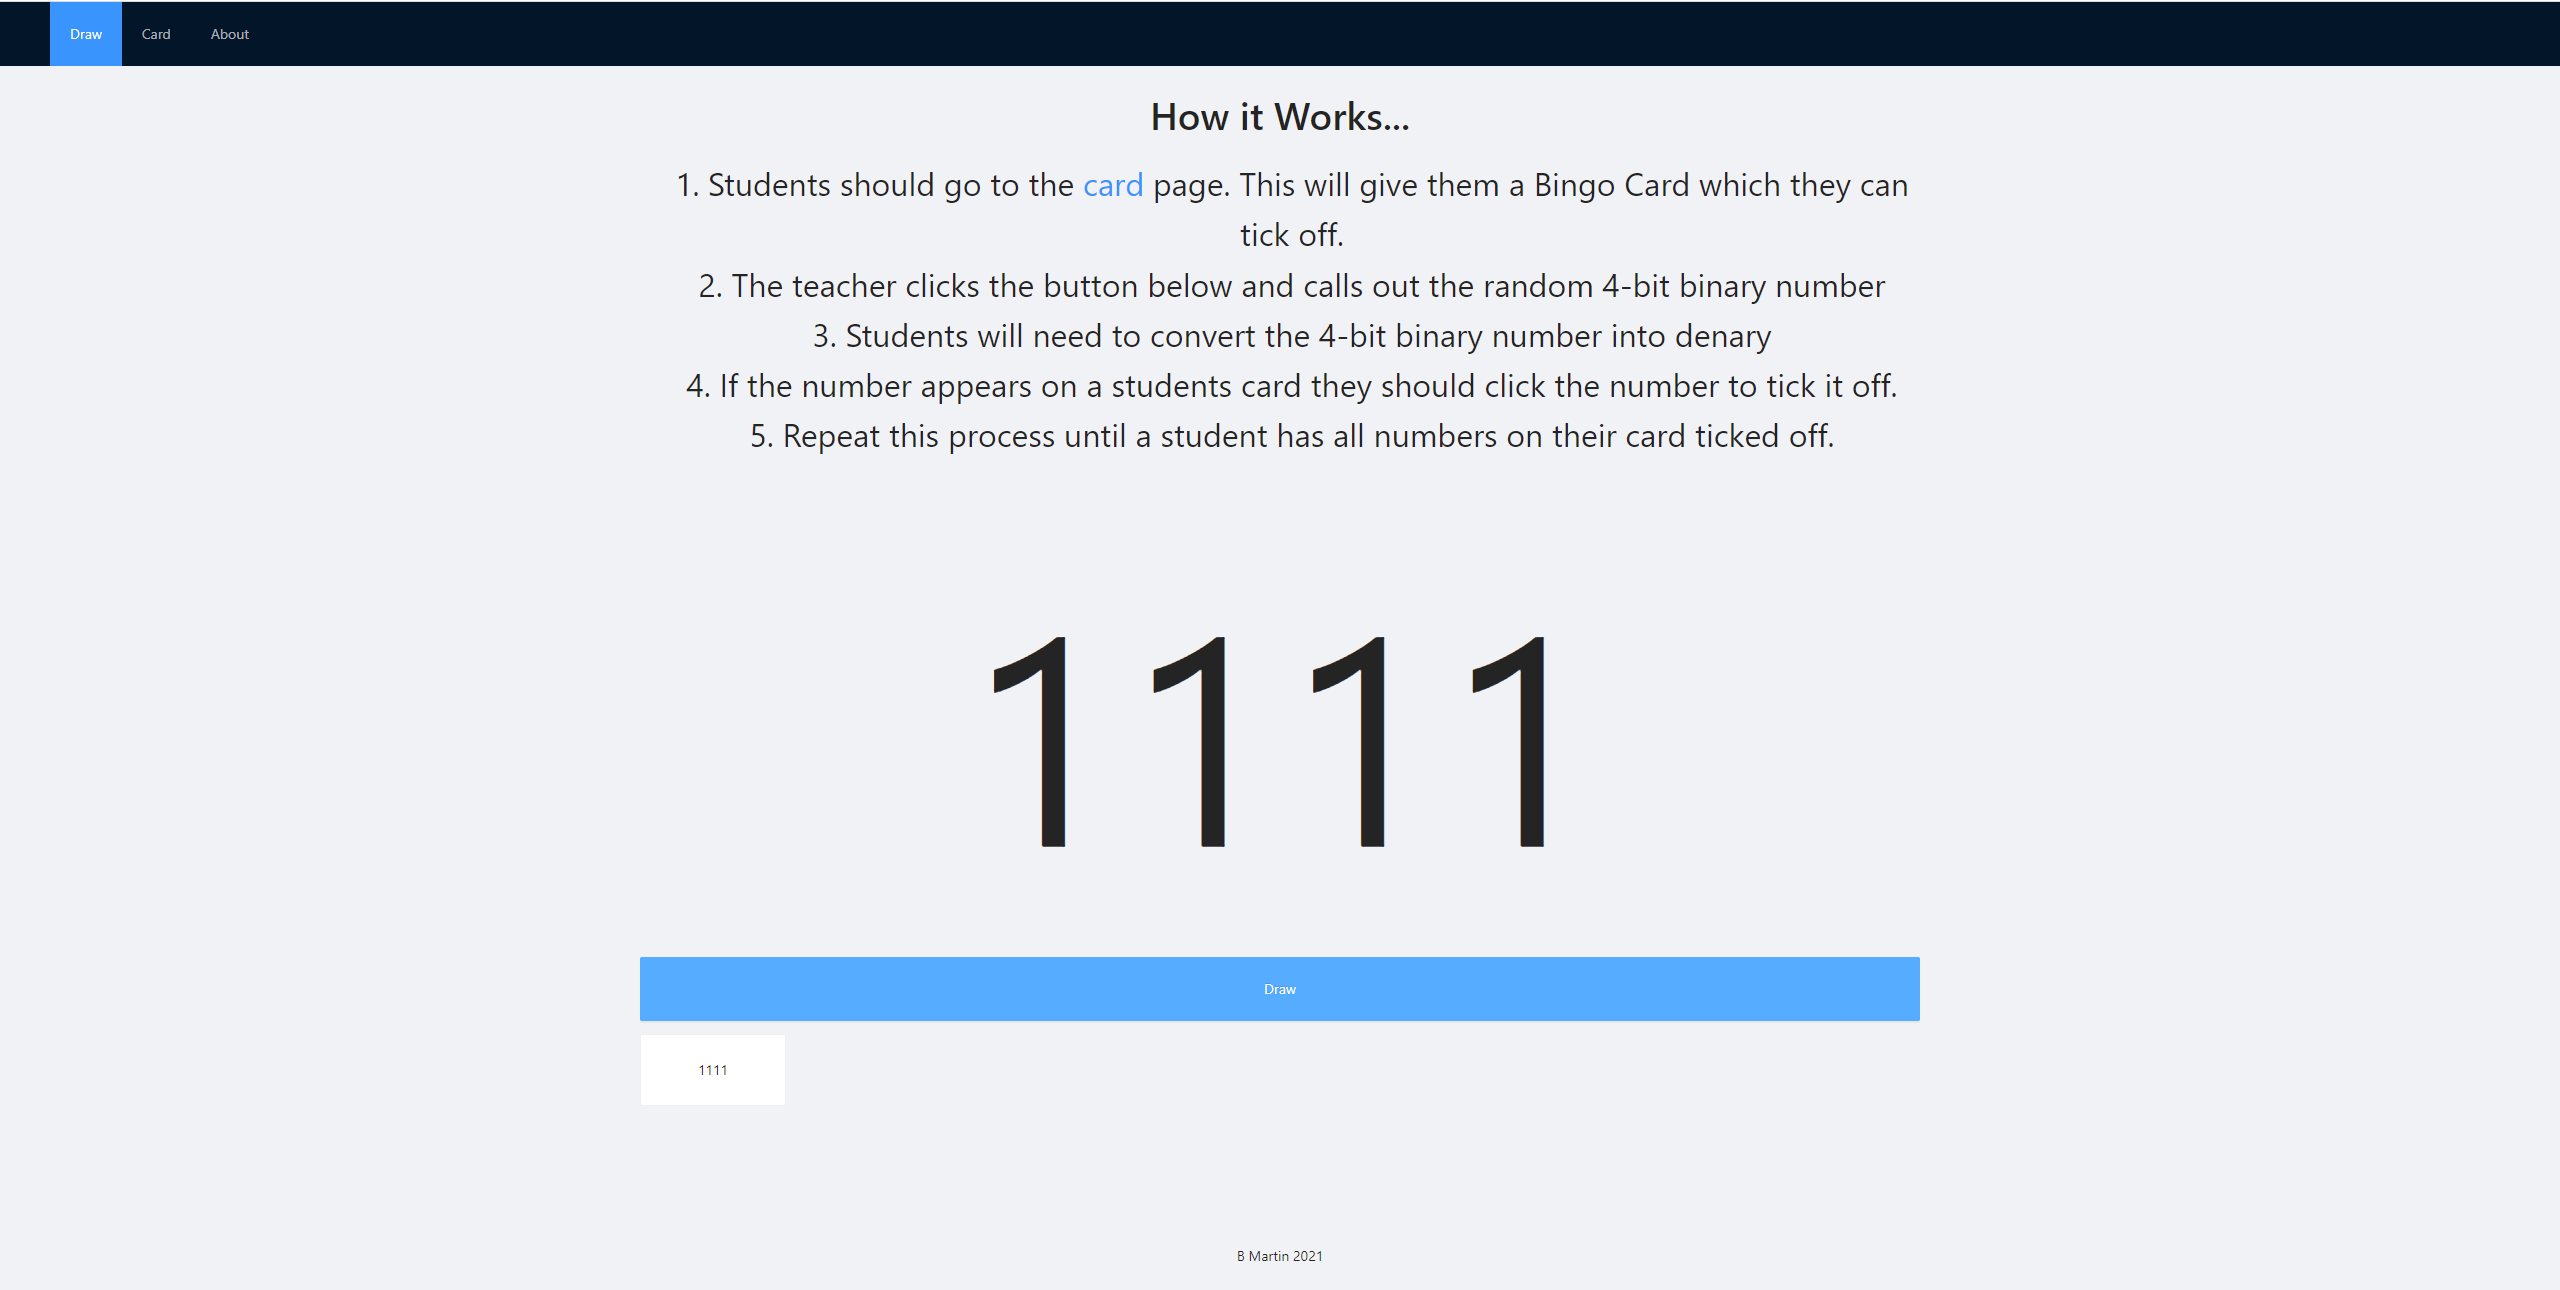 Draw Card About
How it Works...
1. Students should go to the card page. This will give them a Bingo Card which they can
tick off.
2. The teacher clicks the button below and calls out the random 4-bit binary number
3. Students will need to convert the 4-bit binary number into denary
4. If the number appears on a students card they should click the number to tick it off.
5. Repeat this process until a student has all numbers on their card ticked off.
1111
Draw
1111
B Martin 2021